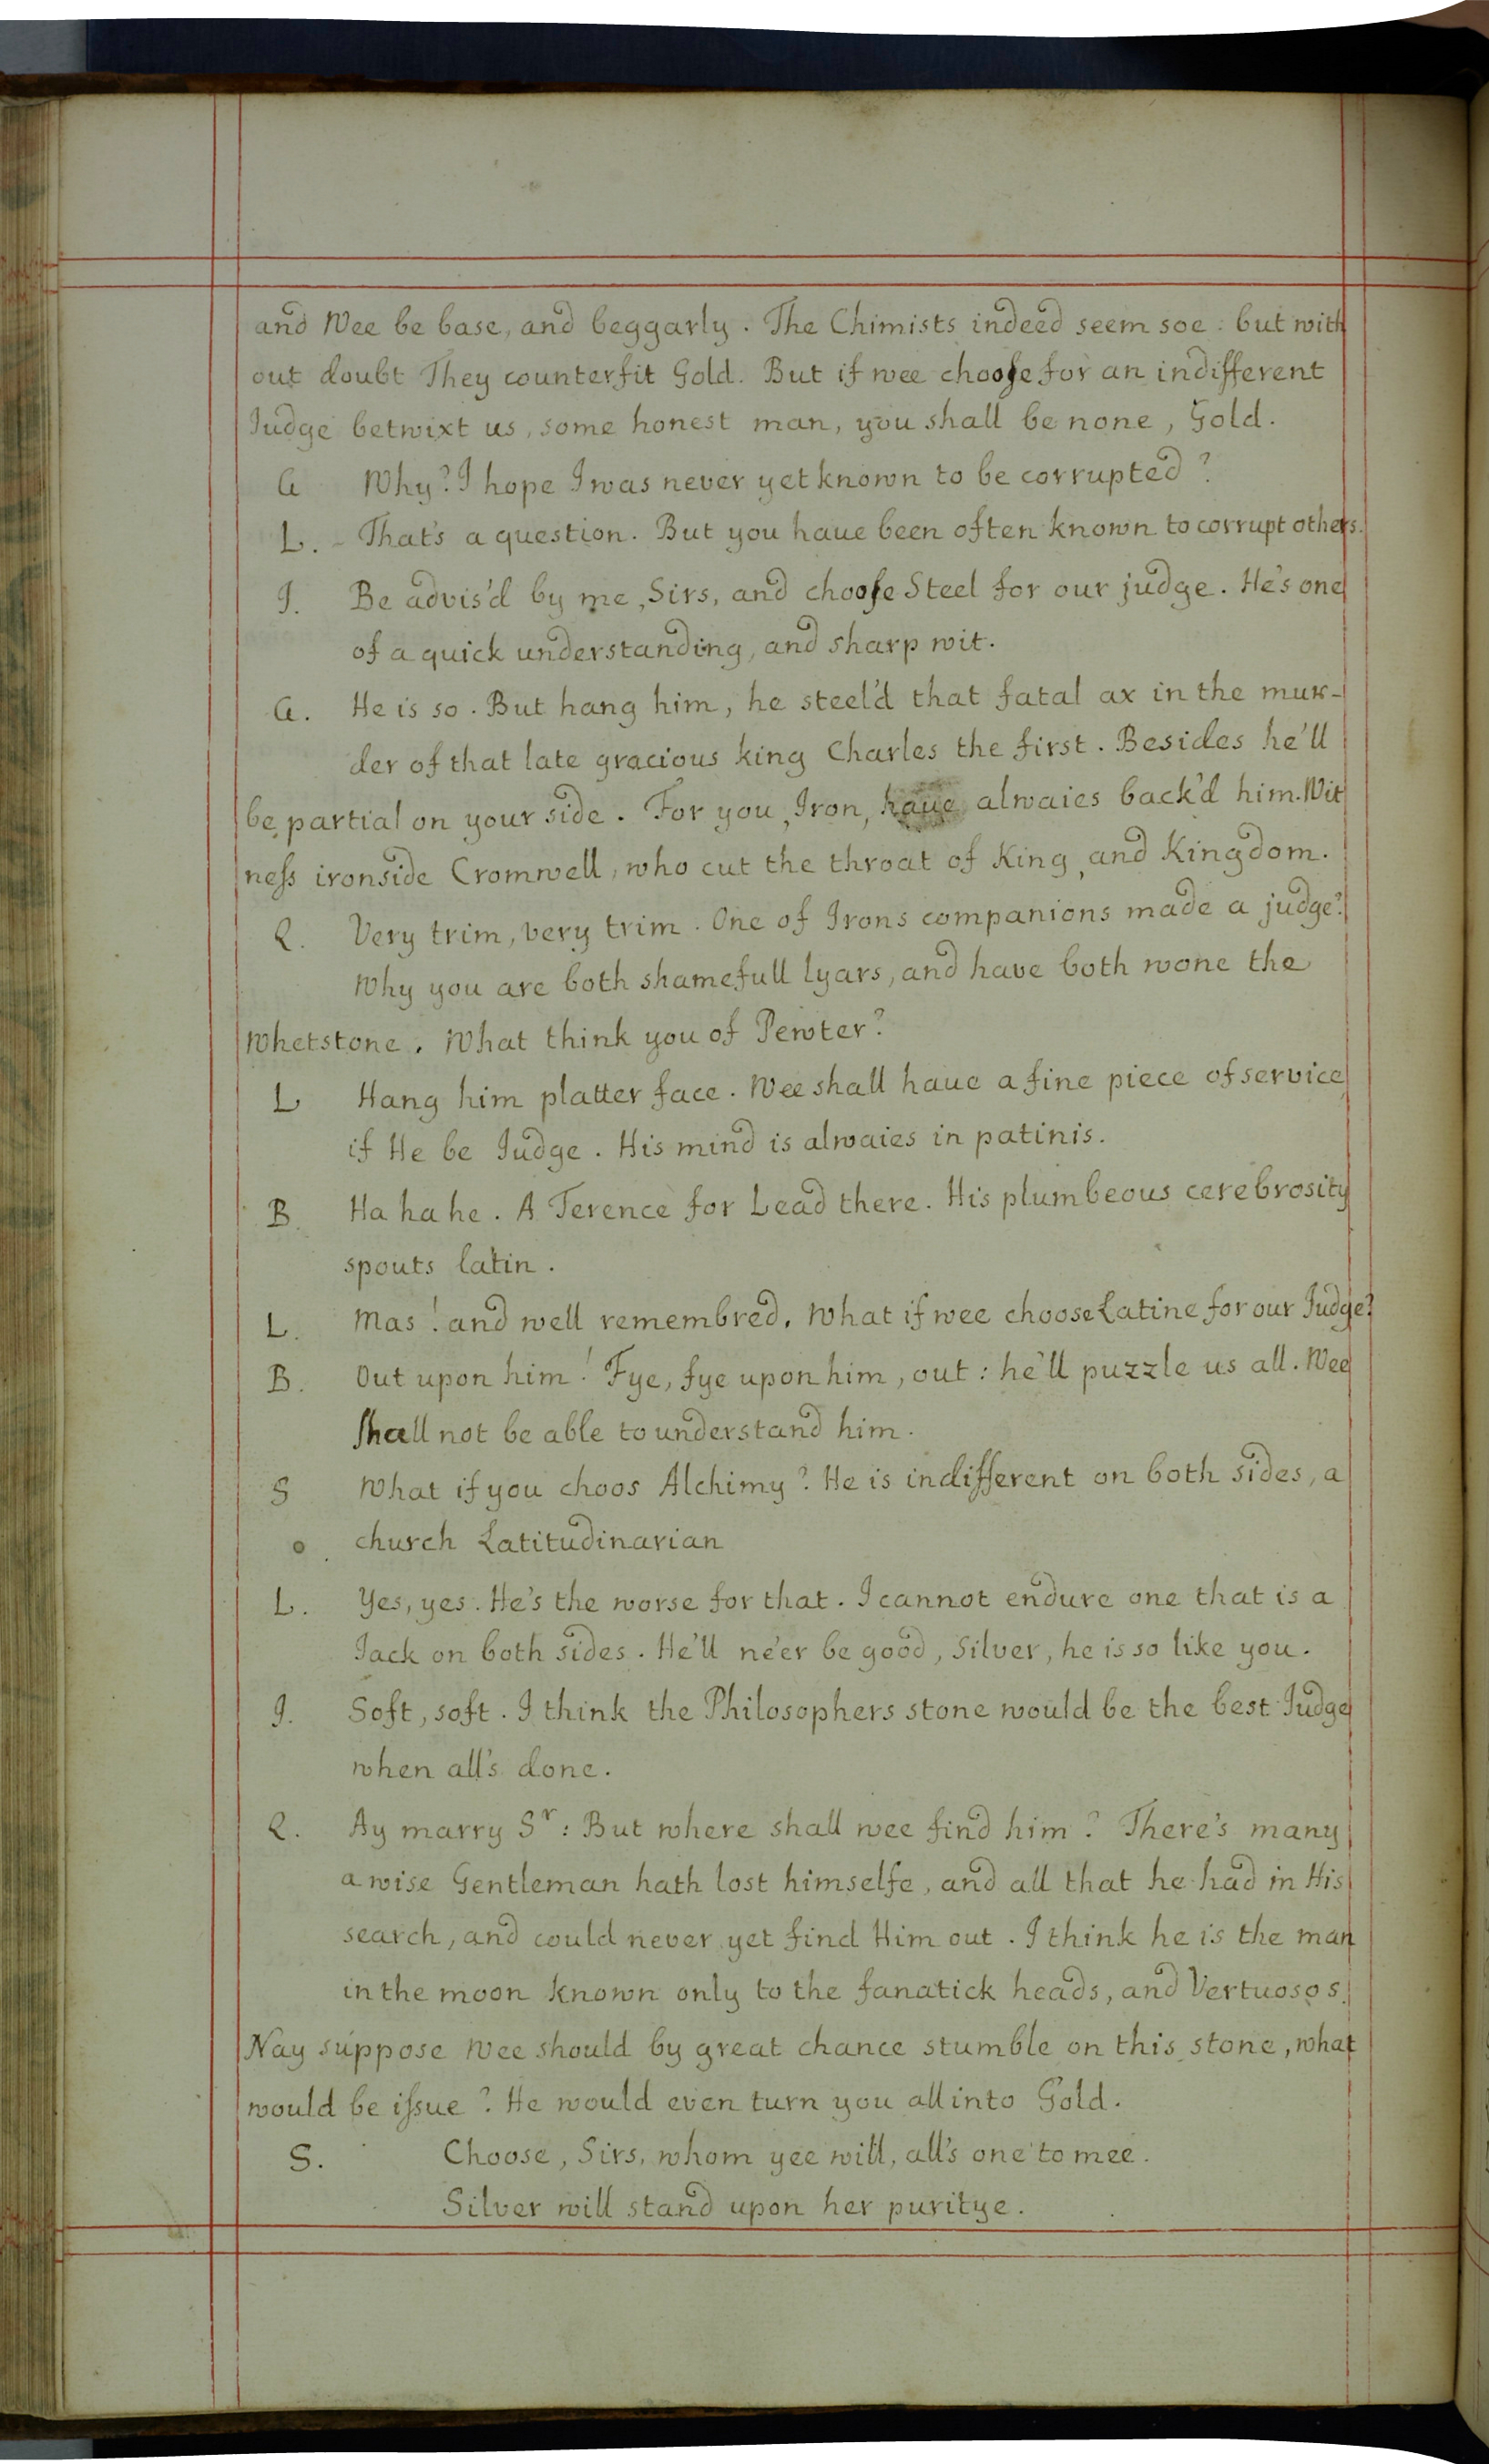 and Wee be base, and beggarly. The Chimists indeed seem soe: but with
out doubt They counterfit Gold. But if wee chooſe for an indifferent
Iudge betwixt us, some honest man, you shall be none, Gold.
G Why? I hope I was never yet known to be corrupted?
L. - That's a question. But you haue been often known to corrupt others.
I. Be advis'd by me, Sirs, and chooſe Steel for our judge. He's one
of a quick understanding, and sharp wit.
G. He is so. But hang him, he steel'd that fatal ax in the mur-
der of that late gracious king Charles the first. Besides he'll
be partial on your side. For you, Iron, haue alwaies back'd him. Wit
neſs ironside Cromwell, who cut the throat of King, and Kingdom.
Q. Very trim, very trim. One of Irons companions made a judge?
Why you are both shamefull lyars, and have both wone the
whetstone. What think you of Pewter?
L Hang him platter face. Wee shall haue a fine piece of service,
if He be Iudge. His mind is alwaies in patinis.
B. Ha ha he. A Terence for Lead there. His plumbeous cerebrosity
spouts latin.
L. Mas! and well remembred. What if wee choose Latine for our Iudge?
B. Out upon him! Fye, fye upon him, out: he'll puzzle us all. Wee
ſhall not be able to understand him.
S What if you choos Alchimy? He is indifferent on both sides, a
church Latitudinarian
L. Yes, yes. He's the worse for that. I cannot endure one that is a
Iack on both sides. He'll ne'er be good, Silver, he is so like you.
I. Soft, soft. I think the Philosophers stone would be the best Iudge
when all's done.
Q. Ay marry Sr: But where shall wee find him? There's many
a wise Gentleman hath lost himselfe, and all that he had in His
search, and could never yet find Him out. I think he is the man
in the moon known only to the fanatick heads, and Vertuosos.
Nay suppose Wee should by great chance stumble on this stone, what
would be iſsue? He would even turn you all into Gold.
S. Choose, Sirs, whom yee will, all's one to mee.
Silver will stand upon her puritye.